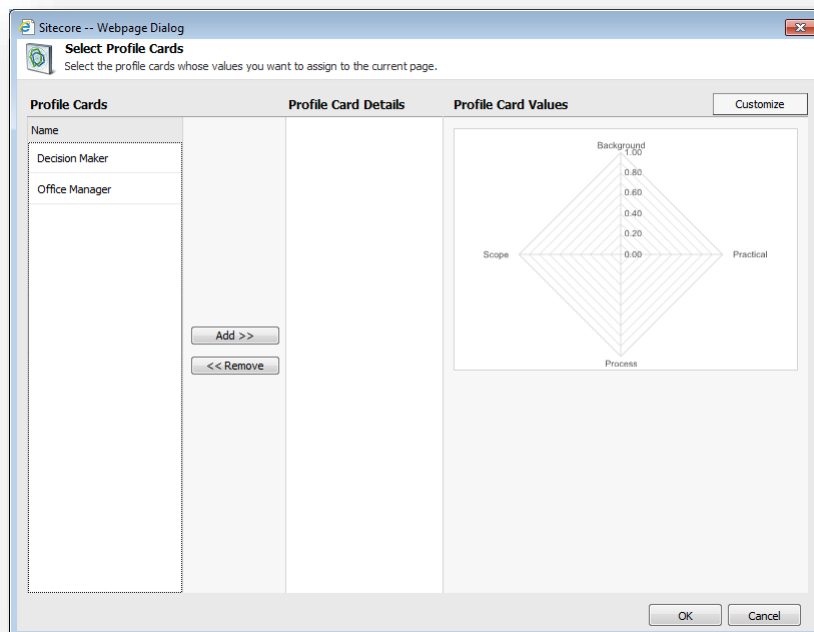 Sitecore -- Webpage Dialog
Select Profile Cards
Select the profile cards whose values you want to assign to the current page.
Profile Cards
Profile Card Details
Profile Card Values
Customize
Name
Decision Maker
Office Manager
Add >>
<< Remove
Background
1.00
0.80
0.60
0.40
0.20
Scope
0.00
Practical
Process
OK
Cancel